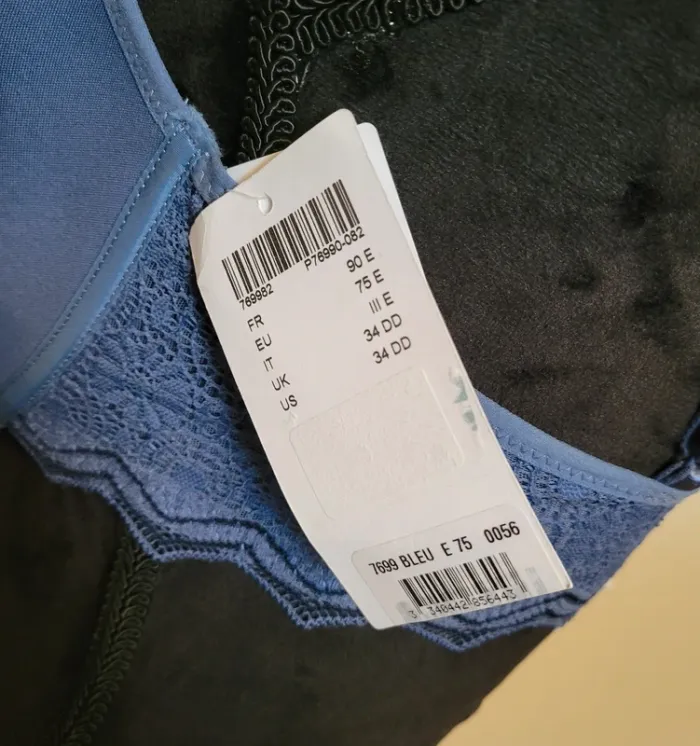 769982 P76990-082
FR 90 E
EU 75 E
IT III E
UK 34 DD
US 34 DD
7699 BLEU E 75 0056
3 340442 856443